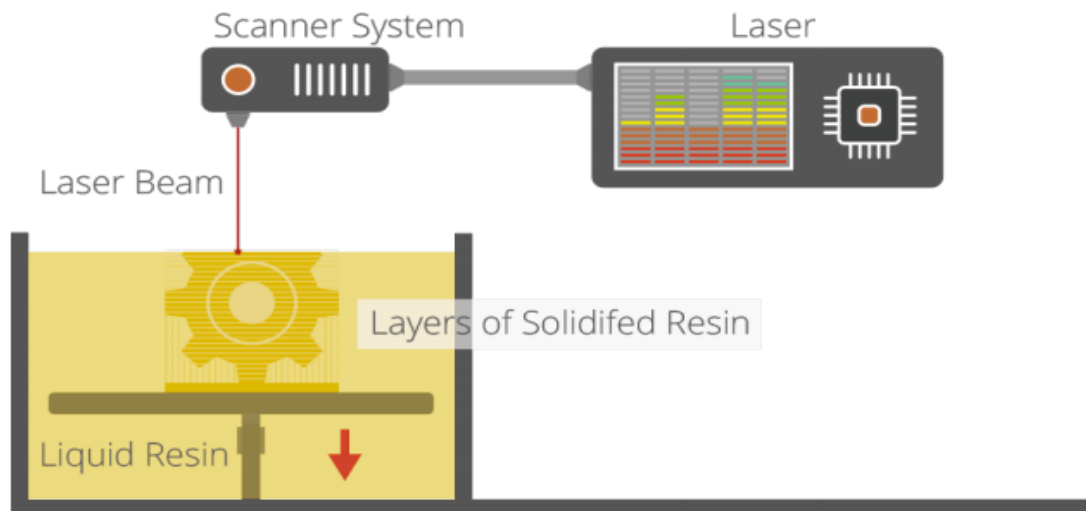 Scanner System
Laser
Laser Beam
Layers of Solidifed Resin
Liquid Resin